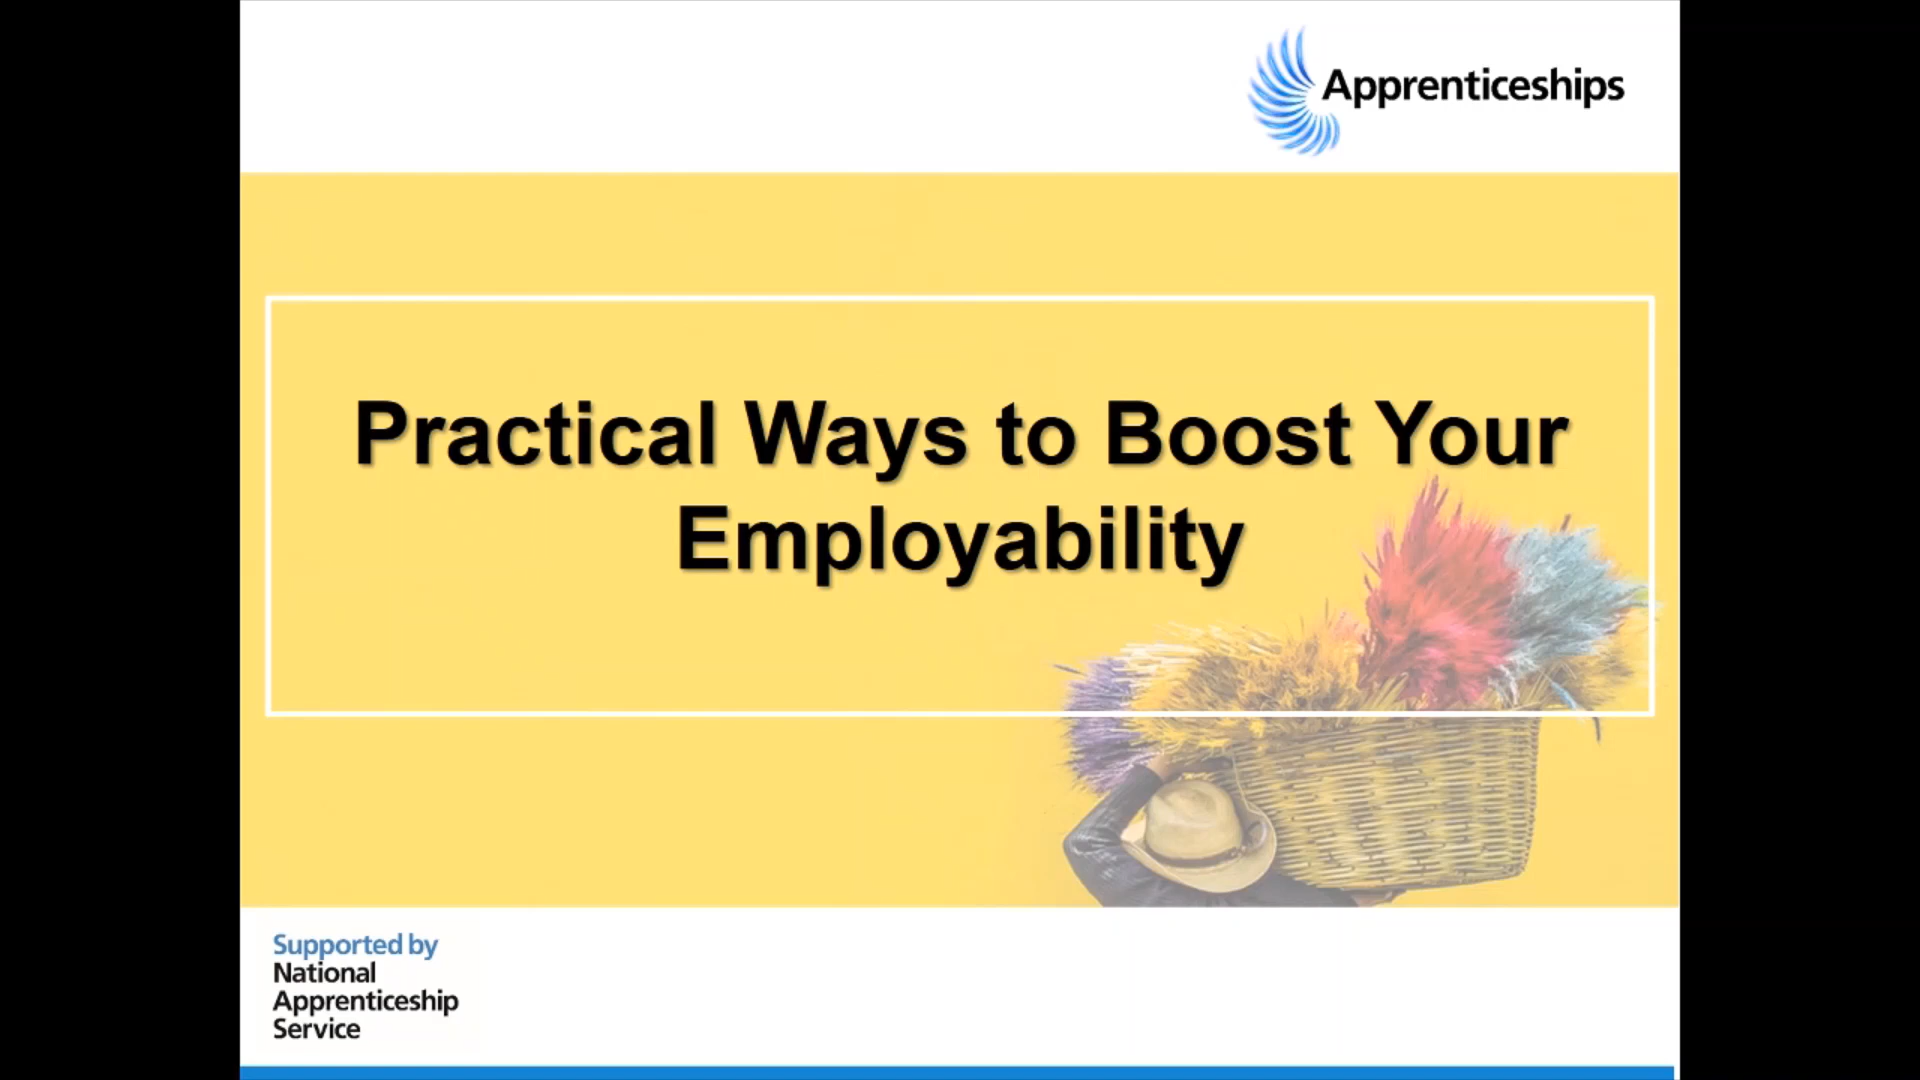 Apprenticeships
Practical Ways to Boost Your
Employability
Supported by
National
Apprenticeship
Service